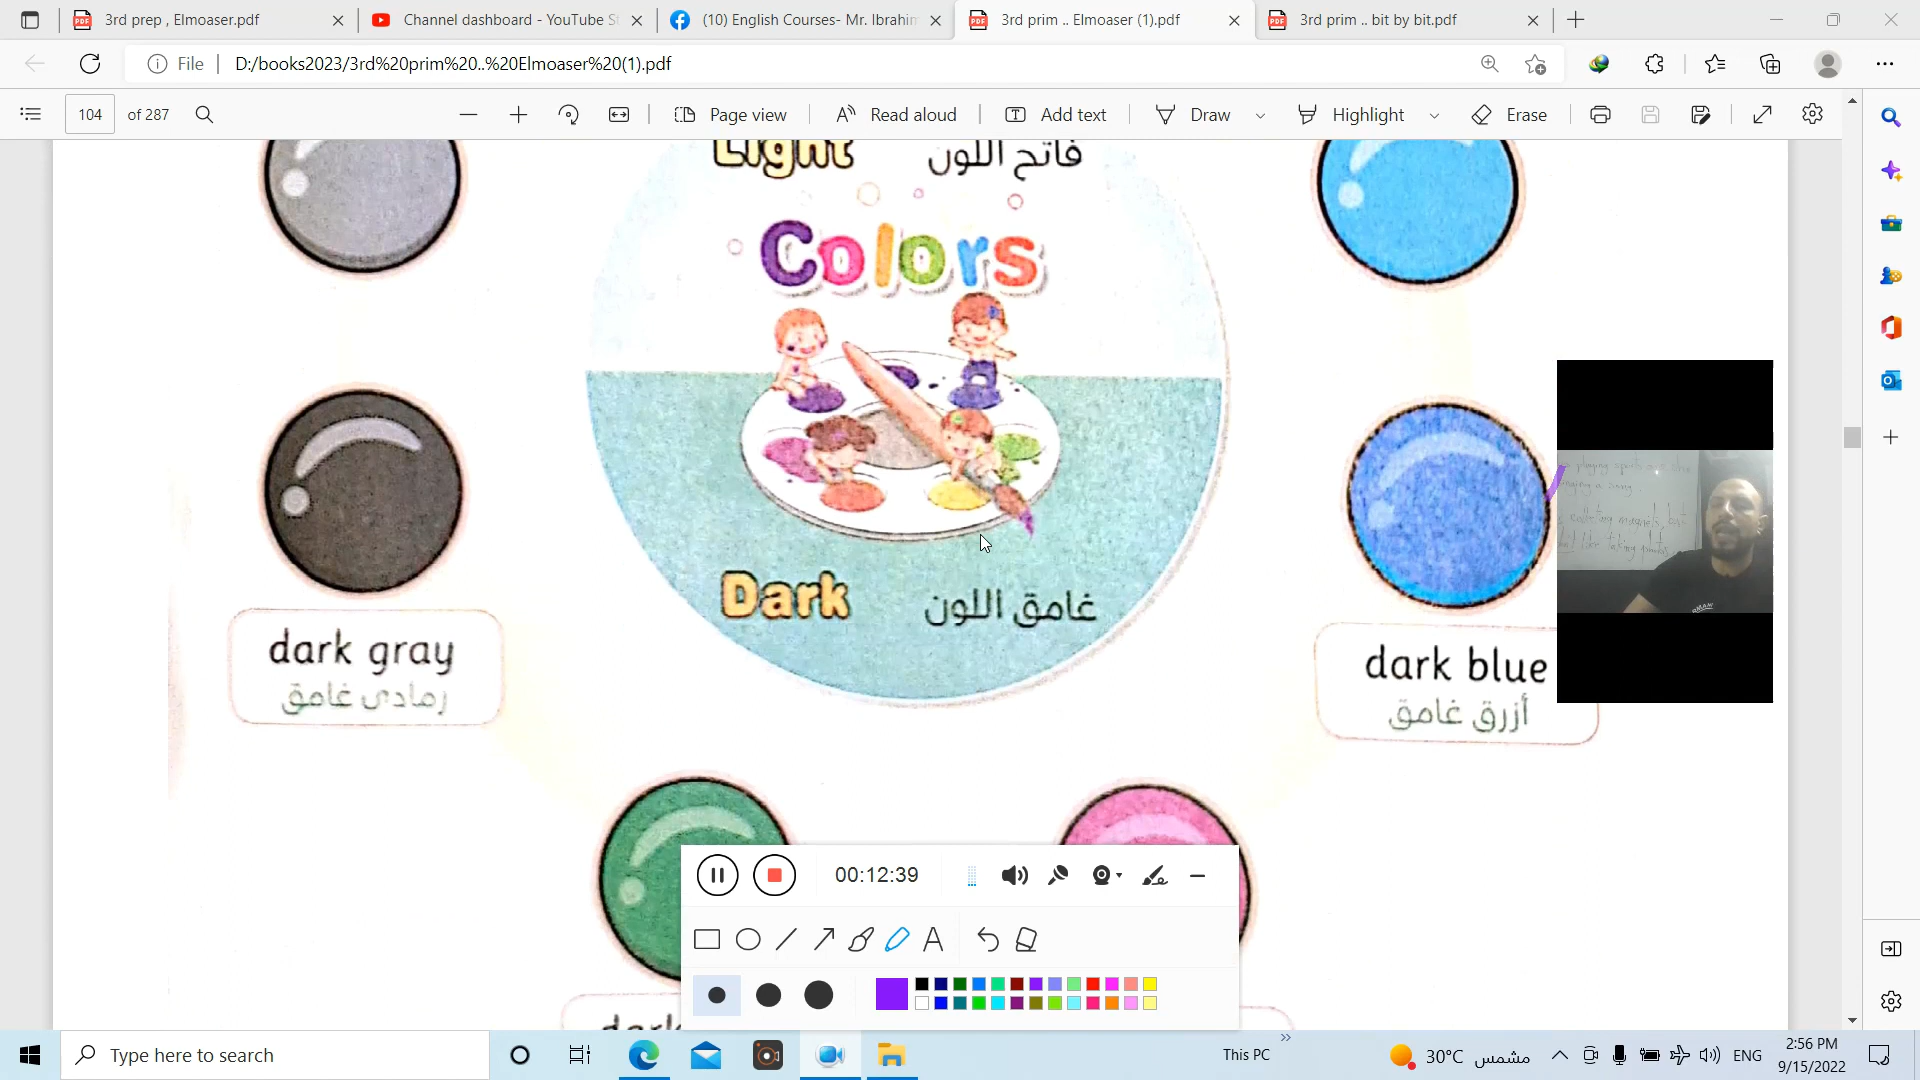 3rd prep , Elmoaser.pdf
Channel dashboard - YouTube S
(10) English Courses- Mr. Ibrahim
3rd prim .. Elmoaser (1).pdf
3rd prim .. bit by bit.pdf
File
D:/books2023/3rd%20prim%20..%20Elmoaser%20(1).pdf
104 of 287
Page view
Read aloud
Add text
Draw
Highlight
Erase
Light فاتح اللون
Colors
Dark غامق اللون
dark gray
رمادى غامق
dark blue
أزرق غامق
dark
00:12:39
Type here to search
This PC
30°C مشمس
ENG
2:56 PM
9/15/2022